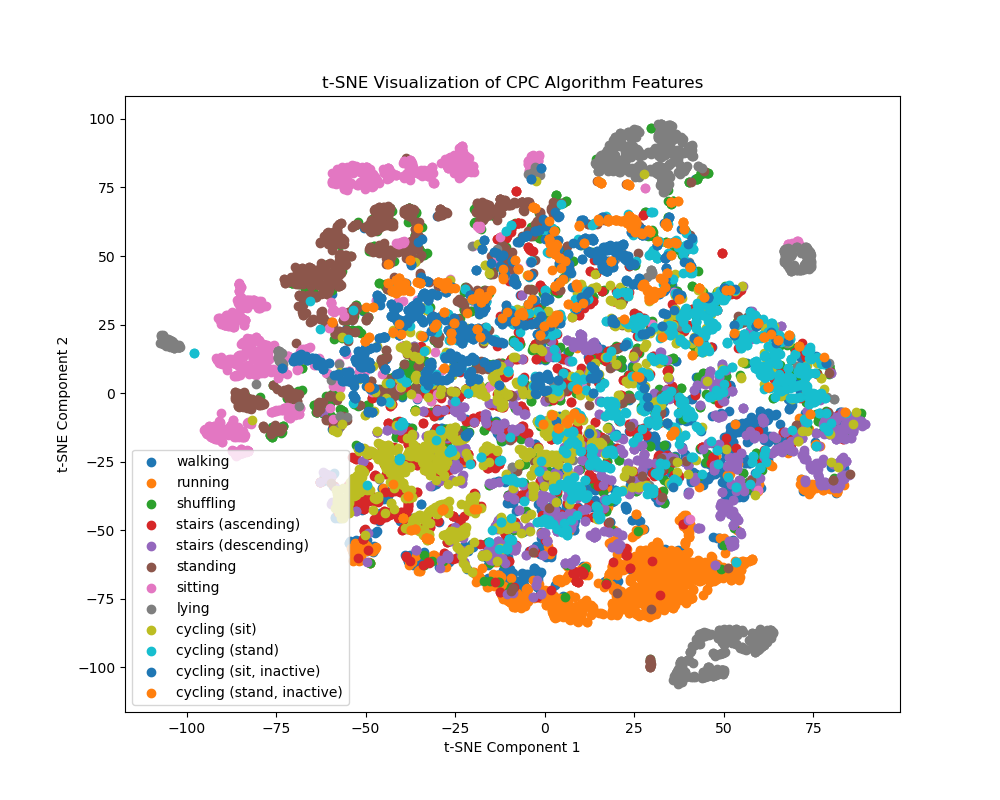 t-SNE Visualization of CPC Algorithm Features
100
75
50
25
0
−25
−50
−75
−100
t-SNE Component 2
walking
running
shuffling
stairs (ascending)
stairs (descending)
standing
sitting
lying
cycling (sit)
cycling (stand)
cycling (sit, inactive)
cycling (stand, inactive)
−100 −75 −50 −25 0 25 50 75
t-SNE Component 1